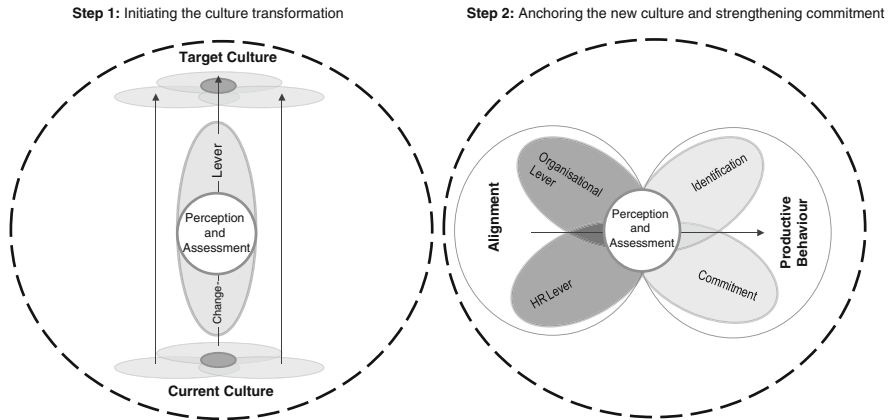 Step 1: Initiating the culture transformation
Target Culture
Lever
Perception
and
Assessment
Change-
Current Culture
Step 2: Anchoring the new culture and strengthening commitment
Alignment
Organisational
Lever
HR Lever
Perception
and
Assessment
Identification
Commitment
Productive
Behaviour